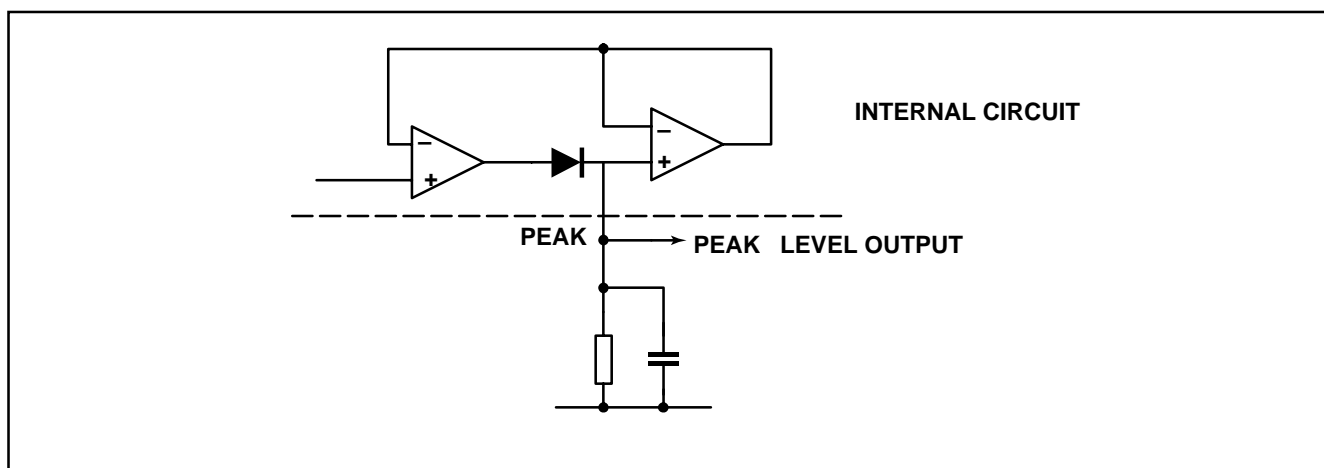 INTERNAL CIRCUIT
−
+
−
+
PEAK
PEAK LEVEL OUTPUT